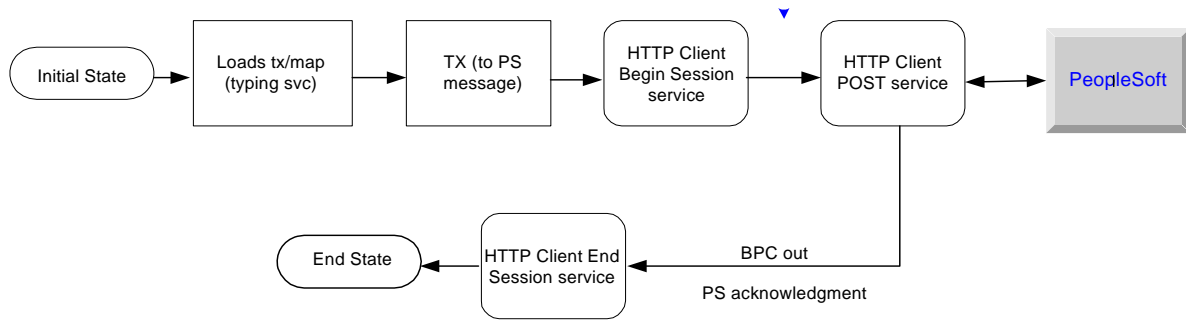 Initial State
Loads tx/map
(typing svc)
TX (to PS
message)
HTTP Client
Begin Session
service
HTTP Client
POST service
PeopleSoft
End State
HTTP Client End
Session service
BPC out
PS acknowledgment